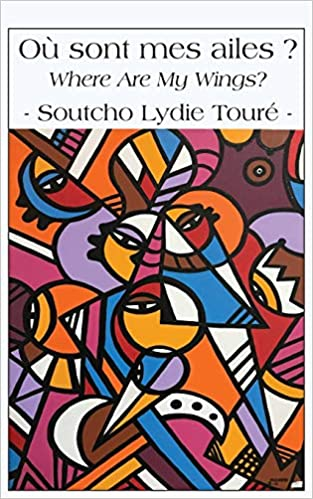 Où sont mes ailes ?
Where Are My Wings?
- Soutcho Lydie Touré -